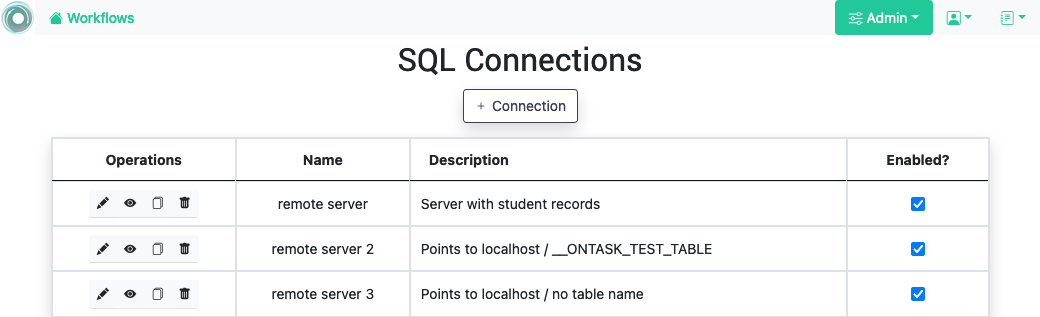 Workflows
Admin
SQL Connections
+ Connection
Operations Name Description Enabled?
remote server Server with student records
remote server 2 Points to localhost / __ONTASK_TEST_TABLE
remote server 3 Points to localhost / no table name